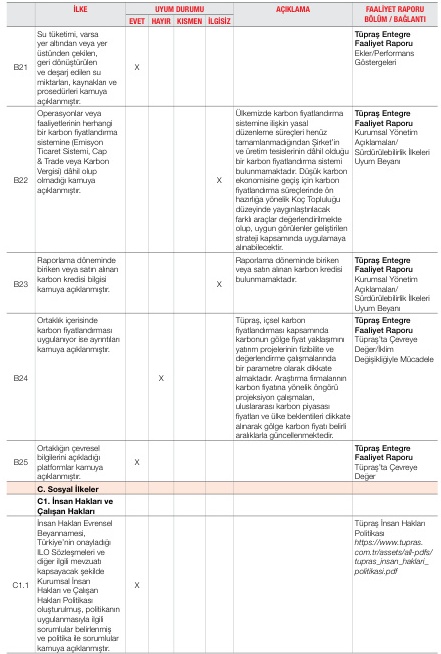 İLKE
UYUM DURUMU
AÇIKLAMA
FAALİYET RAPORU
BÖLÜM / BAĞLANTI
EVET HAYIR KISMEN İLGİSİZ
B21
Su tüketimi, varsa
yer altından veya yer
üstünden çekilen,
geri dönüştürülen
ve deşarj edilen su
miktarları, kaynakları ve
prosedürleri kamuya
açıklanmıştır.
X
Tüpraş Entegre
Faaliyet Raporu
Ekler/Performans
Göstergeleri
B22
Operasyonlar veya
faaliyetlerinin herhangi
bir karbon fiyatlandırma
sistemine (Emisyon
Ticaret Sistemi, Cap
& Trade veya Karbon
Vergisi) dâhil olup
olmadığı kamuya
açıklanmıştır.
X
Ülkemizde karbon fiyatlandırma
sistemine ilişkin yasal
düzenleme süreçleri henüz
tamamlanmadığından Şirket'in
ve üretim tesislerinin dâhil olduğu
bir karbon fiyatlandırma sistemi
bulunmamaktadır. Düşük karbon
ekonomisine geçiş için karbon
fiyatlandırma süreçlerinde ön
hazırlığa yönelik Koç Topluluğu
düzeyinde yaygınlaştırılacak
farklı araçlar değerlendirilmekte
olup, uygun görülenler geliştirilen
strateji kapsamında uygulamaya
alınabilecektir.
Tüpraş Entegre
Faaliyet Raporu
Kurumsal Yönetim
Açıklamaları/
Sürdürülebilirlik İlkeleri
Uyum Beyanı
B23
Raporlama döneminde
biriken veya satın alınan
karbon kredisi bilgisi
kamuya açıklanmıştır.
X
Raporlama döneminde biriken
veya satın alınan karbon kredisi
bulunmamaktadır.
Tüpraş Entegre
Faaliyet Raporu
Kurumsal Yönetim
Açıklamaları/
Sürdürülebilirlik İlkeleri
Uyum Beyanı
B24
Ortaklık içerisinde
karbon fiyatlandırması
uygulanıyor ise ayrıntıları
kamuya açıklanmıştır.
X
Tüpraş, içsel karbon
fiyatlandırması kapsamında
karbonun gölge fiyat yaklaşımını
yatırım projelerinin fizibilite ve
değerlendirme çalışmalarında
bir parametre olarak dikkate
almaktadır. Araştırma firmalarının
karbon fiyatına yönelik öngörü
projeksiyon çalışmaları,
uluslararası karbon piyasası
fiyatları ve ülke beklentileri dikkate
alınarak gölge karbon fiyatı belirli
aralıklarla güncellenmektedir.
Tüpraş Entegre
Faaliyet Raporu
Tüpraş'ta Çevreye
Değer/İklim
Değişikliğiyle Mücadele
B25
Ortaklığın çevresel
bilgilerini açıkladığı
platformlar kamuya
açıklanmıştır.
X
Tüpraş Entegre
Faaliyet Raporu
Tüpraş'ta Çevreye
Değer
C. Sosyal İlkeler
C1. İnsan Hakları ve
Çalışan Hakları
C1.1
İnsan Hakları Evrensel
Beyannamesi,
Türkiye'nin onayladığı
ILO Sözleşmeleri ve
diğer ilgili mevzuatı
kapsayacak şekilde
Kurumsal İnsan
Hakları ve Çalışan
Hakları Politikası
oluşturulmuş, politikanın
uygulanmasıyla ilgili
sorumlular belirlenmiş
ve politika ile sorumlular
kamuya açıklanmıştır.
X
Tüpraş İnsan Hakları
Politikası
https://www.tupras.
com.tr/assets/all-pdfs/
tupras_insan_haklari_
politikasi.pdf